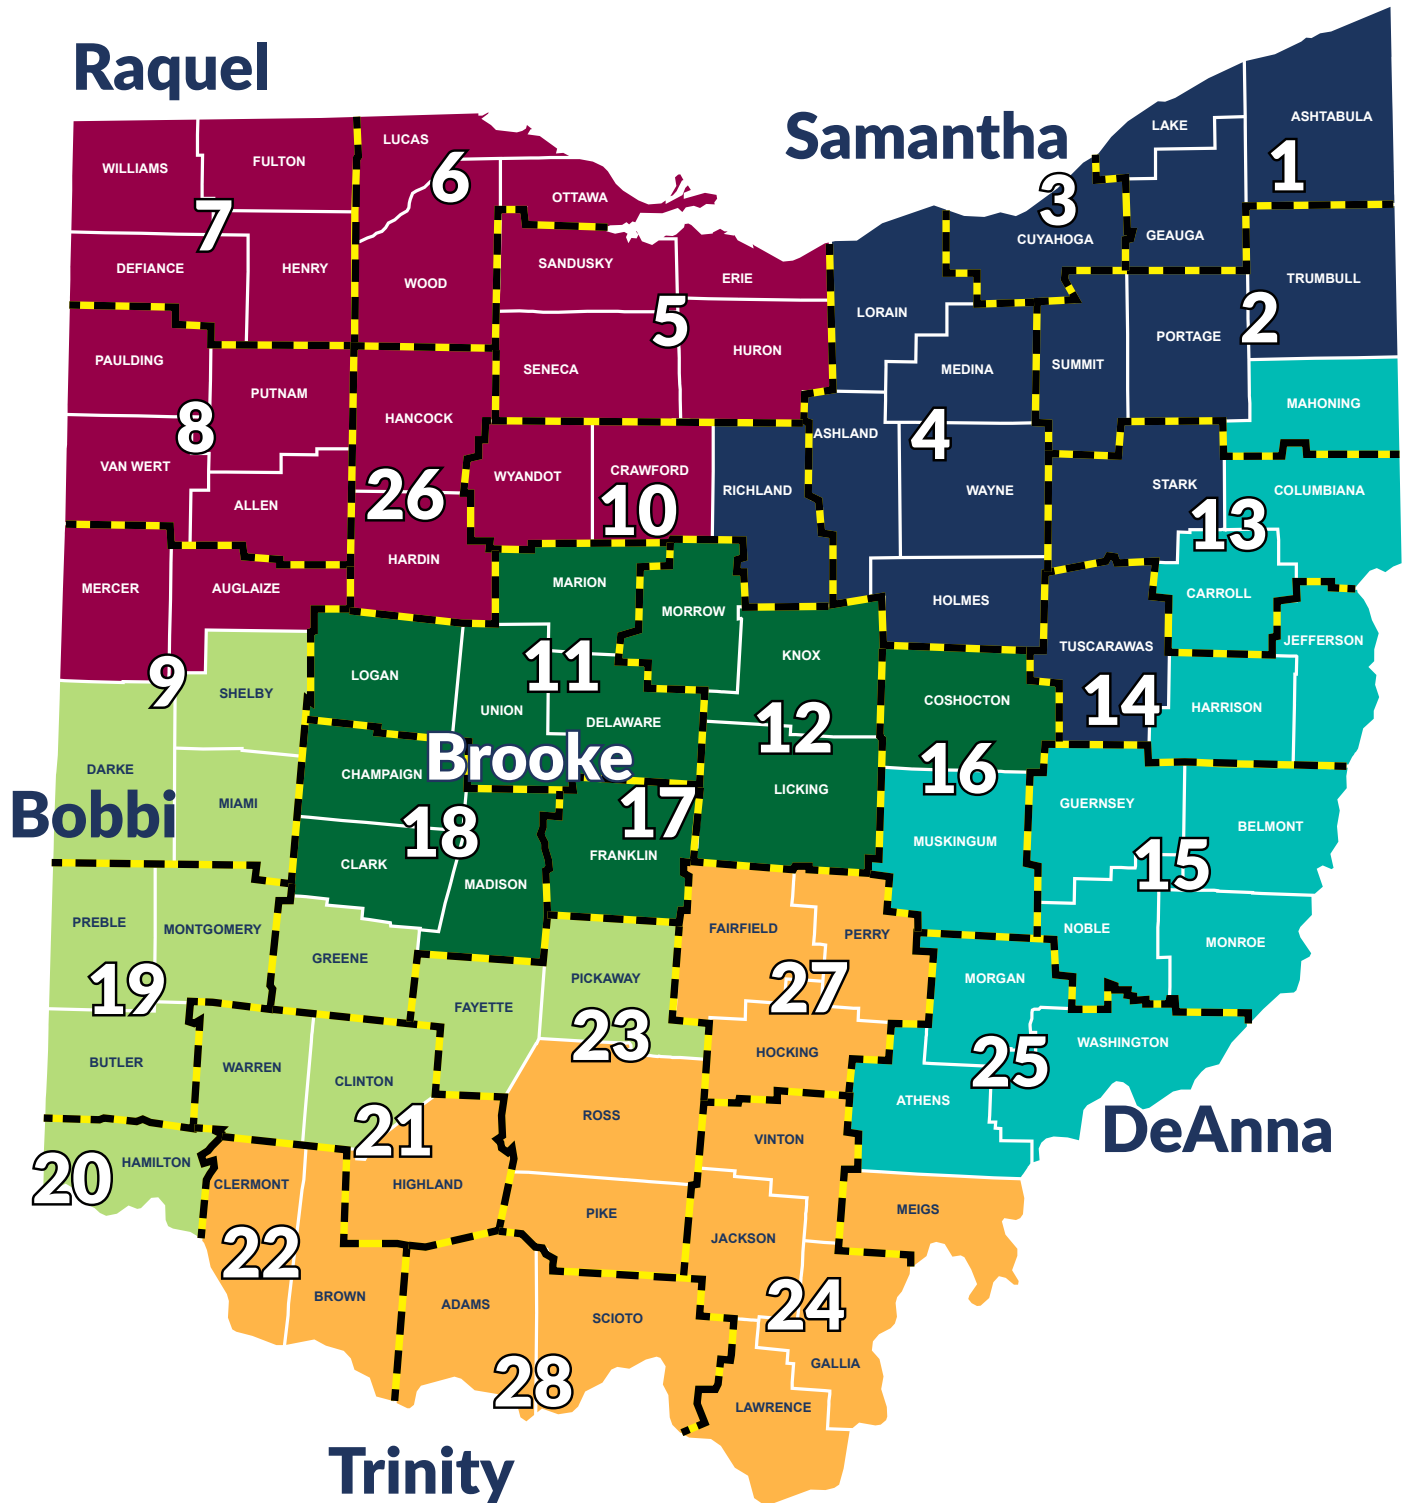 Raquel
Samantha
LAKE
ASHTABULA
1
LUCAS
6
FULTON
WILLIAMS
OTTAWA
3
7
CUYAHOGA
GEAUGA
DEFIANCE
HENRY
SANDUSKY
ERIE
WOOD
TRUMBULL
2
LORAIN
5
PORTAGE
HURON
SUMMIT
MEDINA
PAULDING
SENECA
PUTNAM
MAHONING
HANCOCK
8
ASHLAND
4
VAN WERT
WYANDOT
CRAWFORD
RICHLAND
WAYNE
STARK
COLUMBIANA
26
10
ALLEN
13
HARDIN
MERCER
AUGLAIZE
MARION
MORROW
HOLMES
CARROLL
JEFFERSON
TUSCARAWAS
KNOX
11
LOGAN
9
SHELBY
UNION
COSHOCTON
14
HARRISON
DELAWARE
12
Brooke
DARKE
CHAMPAIGN
16
LICKING
MIAMI
GUERNSEY
Bobbi
17
BELMONT
18
MUSKINGUM
FRANKLIN
CLARK
15
MADISON
PREBLE
MONTGOMERY
FAIRFIELD
PERRY
NOBLE
MONROE
GREENE
PICKAWAY
MORGAN
19
27
FAYETTE
23
WASHINGTON
HOCKING
BUTLER
WARREN
25
CLINTON
ATHENS
ROSS
21
DeAnna
VINTON
HAMILTON
20
CLERMONT
HIGHLAND
PIKE
MEIGS
JACKSON
22
BROWN
ADAMS
24
SCIOTO
GALLIA
28
LAWRENCE
Trinity